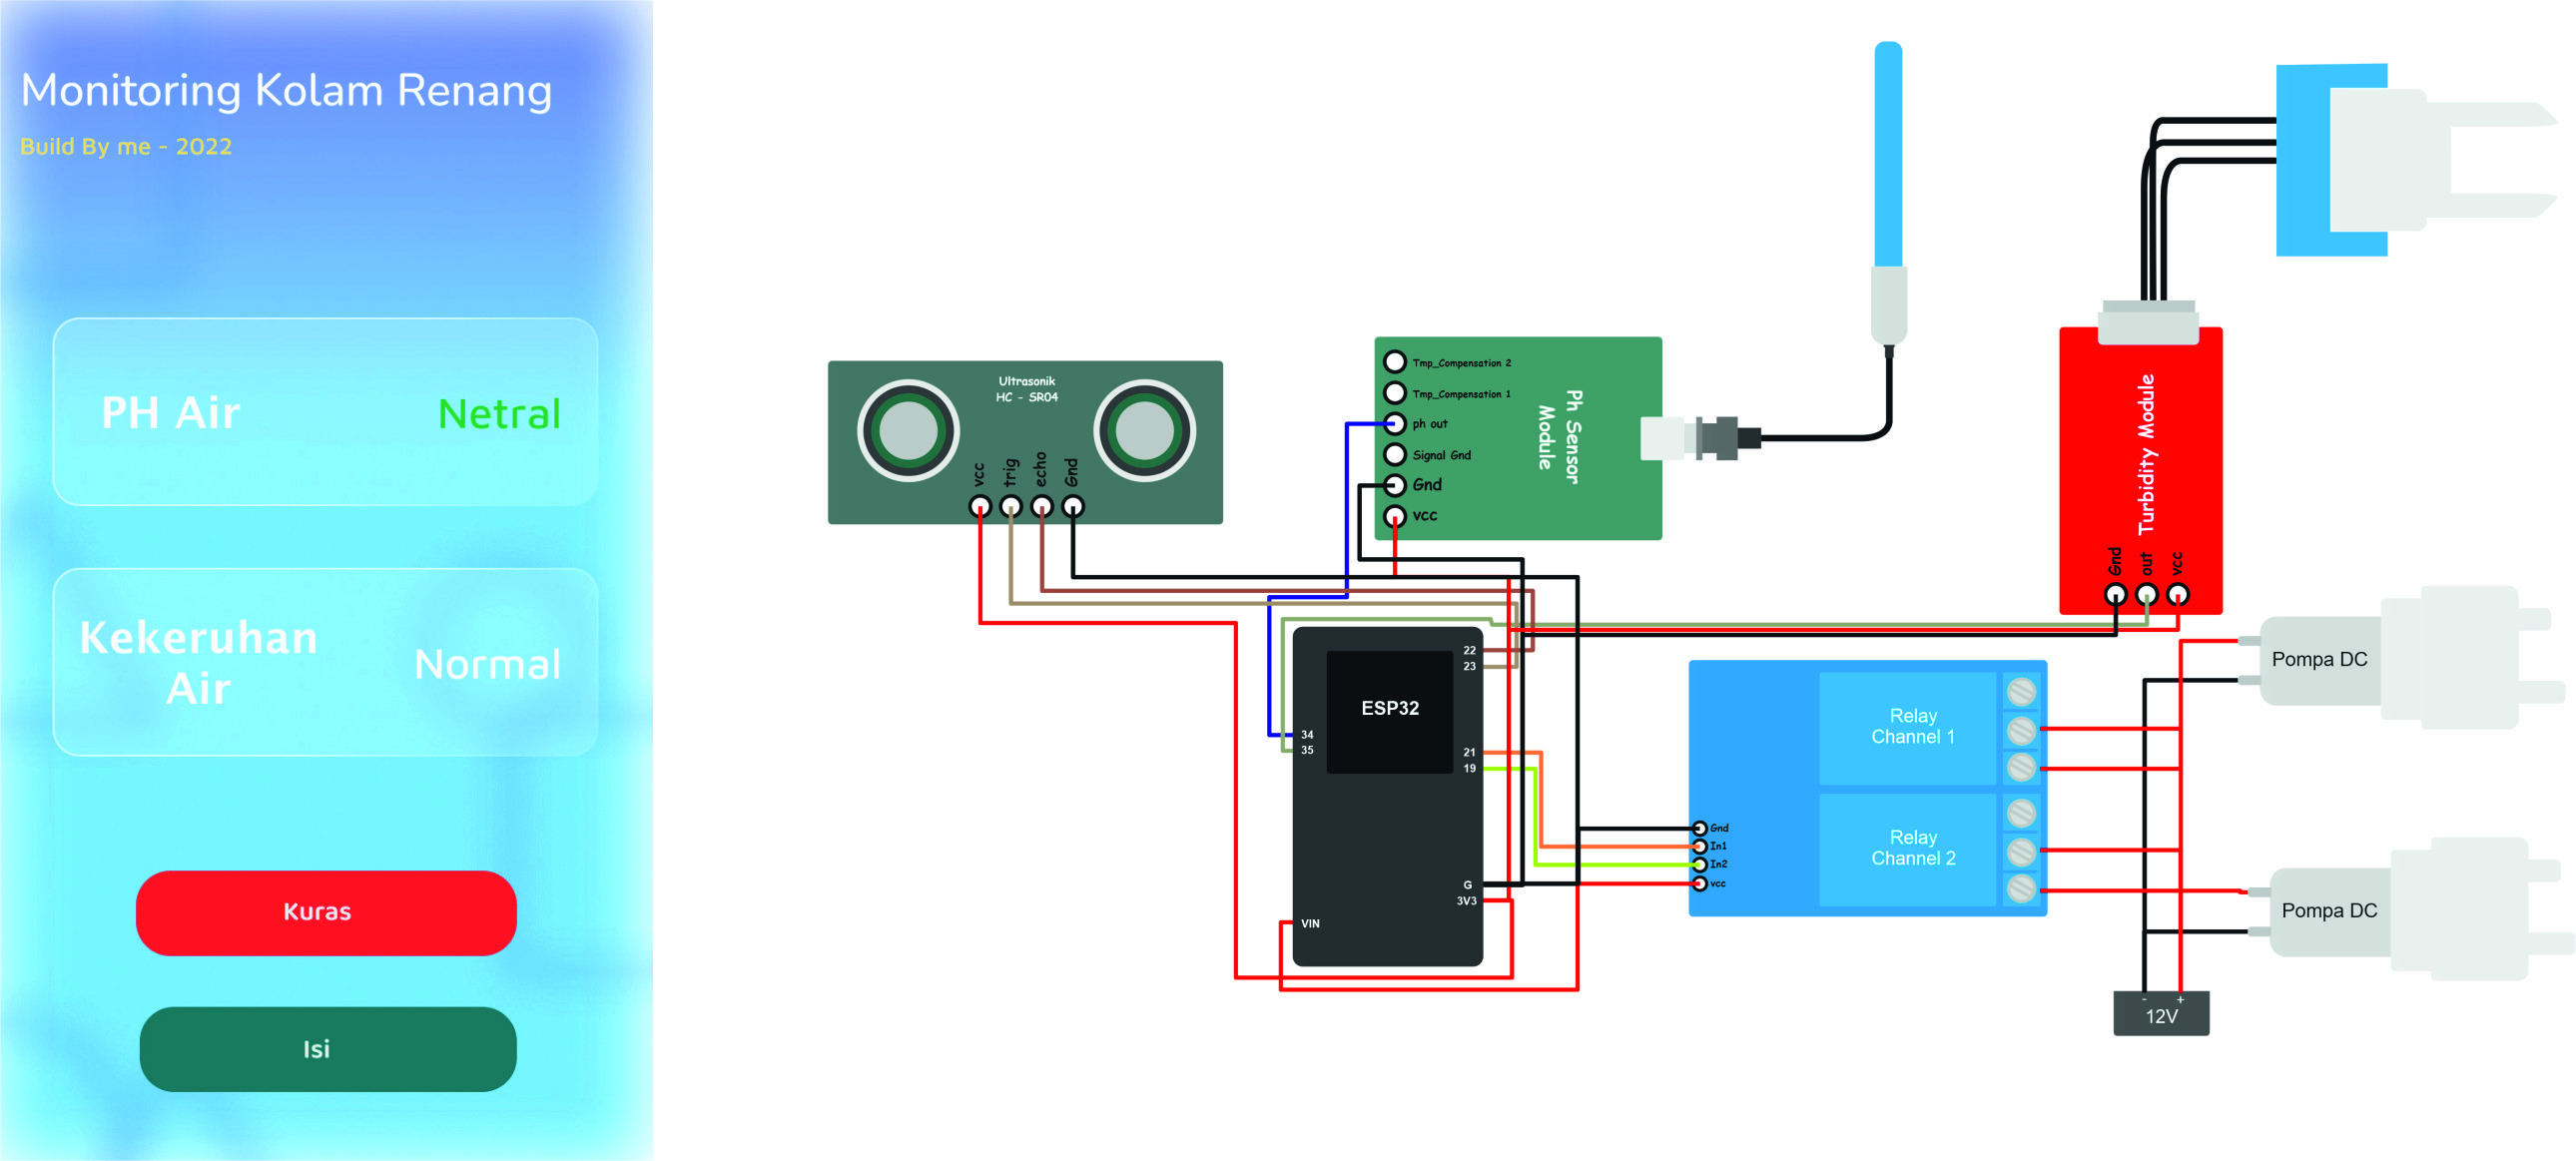 Monitoring Kolam Renang
Build By me - 2022
PH Air
Netral
Kekeruhan
Air
Normal
Kuras
Isi
Ultrasonik
HC - SR04
vcc
trig
echo
Gnd
Tmp_Compensation 2
Tmp_Compensation 1
ph out
Signal Gnd
Gnd
vcc
Ph Sensor
Module
Turbidity Module
Gnd
out
vcc
ESP32
22
23
34
35
21
19
G
3V3
VIN
Relay
Channel 1
Relay
Channel 2
Gnd
In1
In2
vcc
Pompa DC
Pompa DC
- +
12V